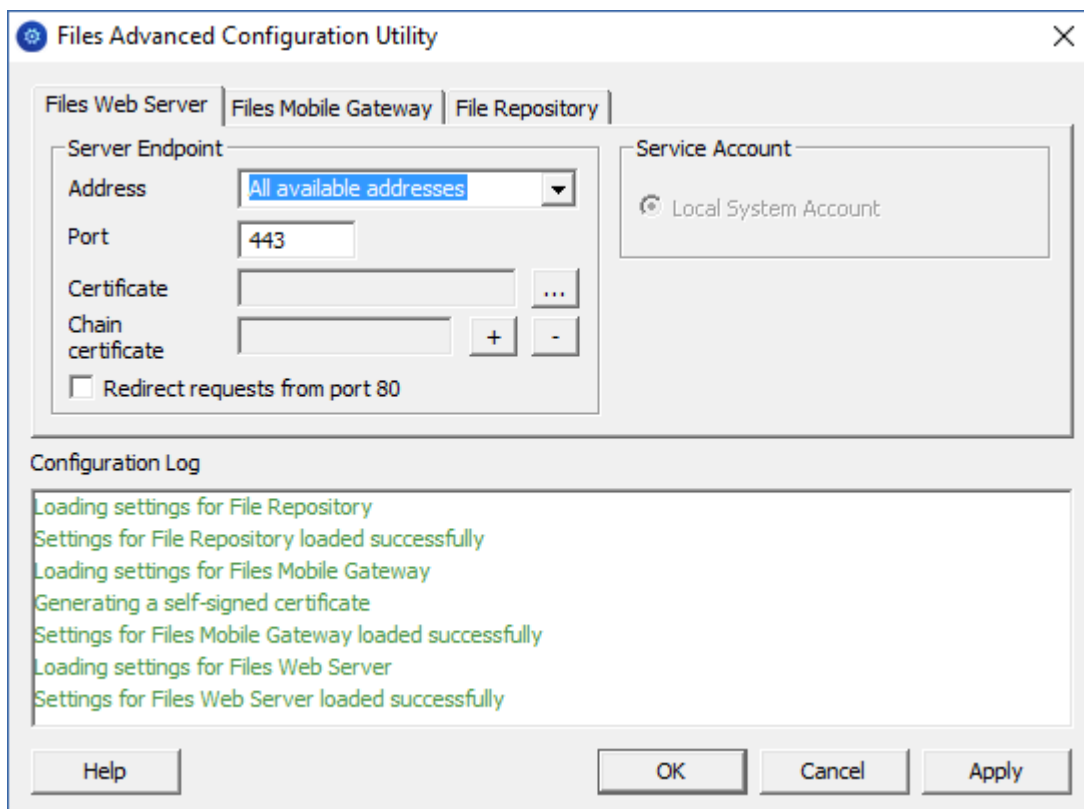 Files Advanced Configuration Utility
Files Web Server
Files Mobile Gateway
File Repository
Server Endpoint
Address
All available addresses
Port
443
Certificate
...
Chain
certificate
+
-
Redirect requests from port 80
Service Account
Local System Account
Configuration Log
Loading settings for File Repository
Settings for File Repository loaded successfully
Loading settings for Files Mobile Gateway
Generating a self-signed certificate
Settings for Files Mobile Gateway loaded successfully
Loading settings for Files Web Server
Settings for Files Web Server loaded successfully
Help
OK
Cancel
Apply